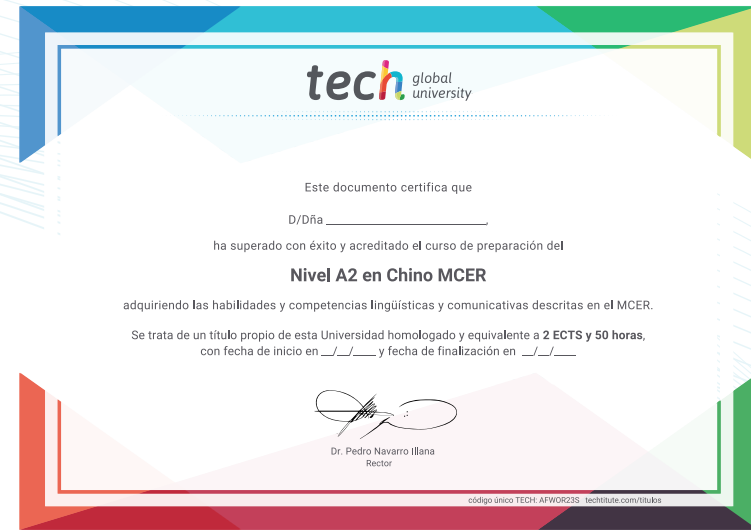 tech global university
Este documento certifica que
D/Dña ______________________,
ha superado con éxito y acreditado el curso de preparación del
Nivel A2 en Chino MCER
adquiriendo las habilidades y competencias lingüísticas y comunicativas descritas en el MCER.
Se trata de un título propio de esta Universidad homologado y equivalente a 2 ECTS y 50 horas,
con fecha de inicio en __/__/____ y fecha de finalización en __/__/____
Dr. Pedro Navarro Illana
Rector
código único TECH: AFWOR23S techtitute.com/titulos